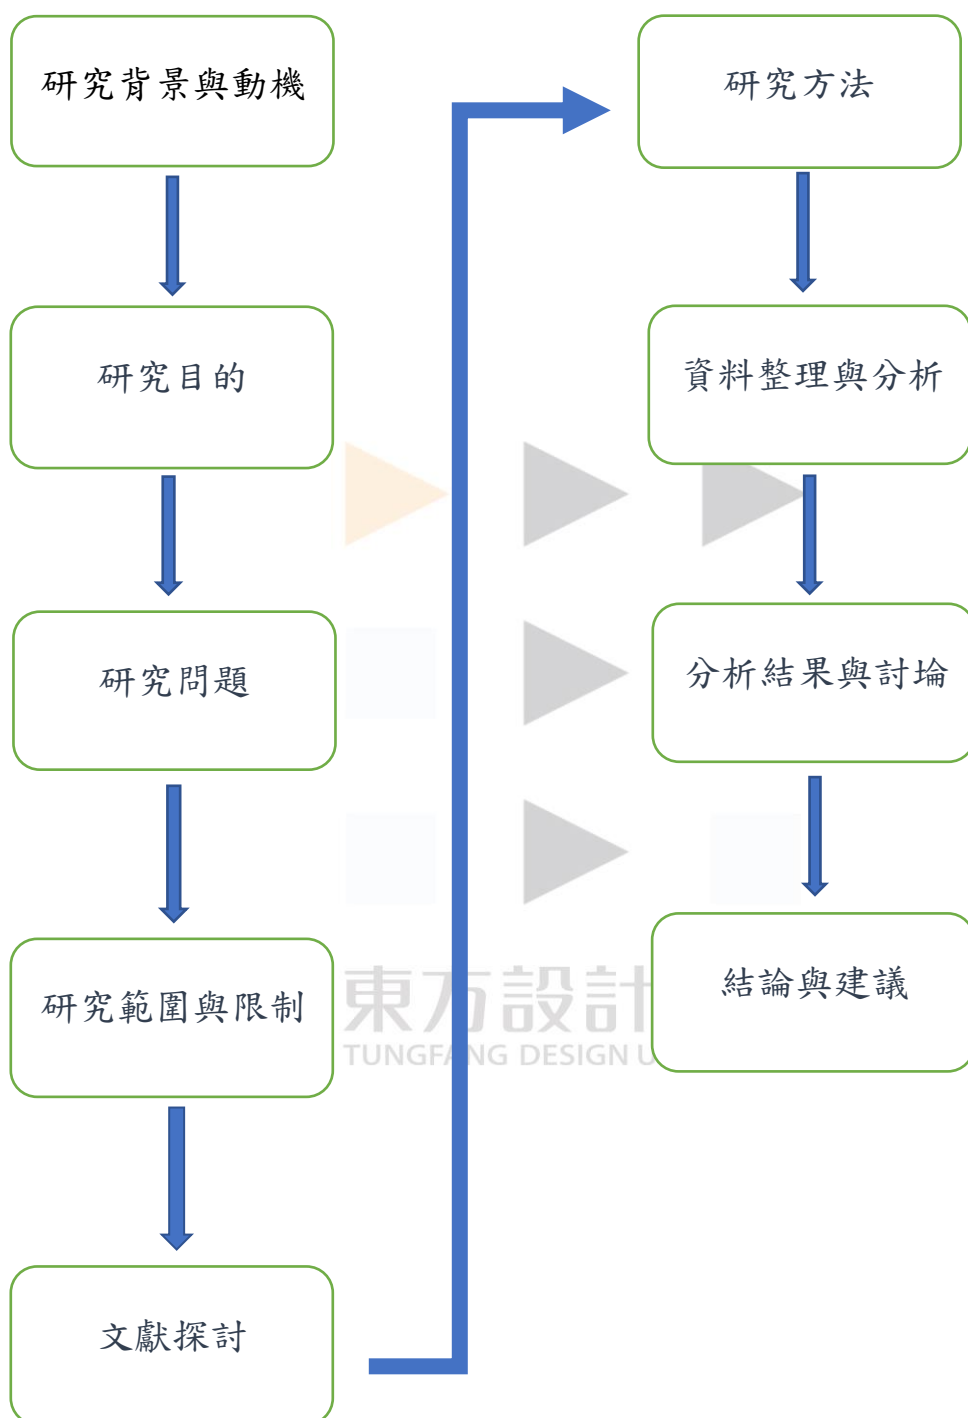 研究背景與動機
研究目的
研究問題
研究範圍與限制
文獻探討
研究方法
資料整理與分析
分析結果與討論
結論與建議
東方設計
TUNGFANG DESIGN U